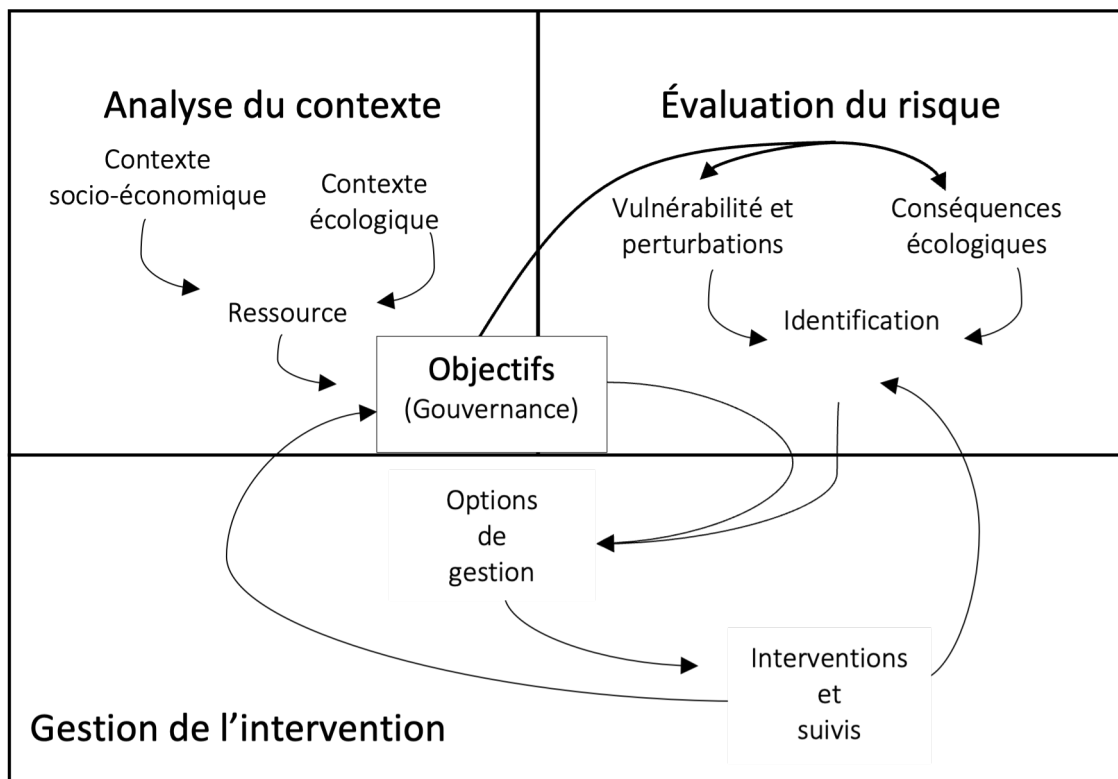 Analyse du contexte
Contexte
socio-économique
Contexte
écologique
Ressource
Objectifs
(Gouvernance)
Évaluation du risque
Vulnérabilité et
perturbations
Conséquences
écologiques
Identification
Options
de
gestion
Interventions
et
suivis
Gestion de l’intervention